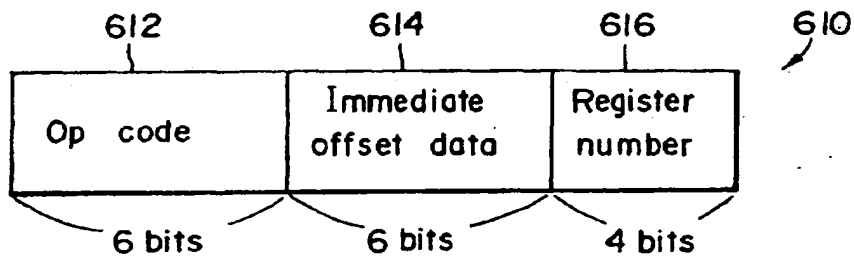 612 614 616 610
Op code
Immediate offset data
Register number
6 bits 6 bits 4 bits